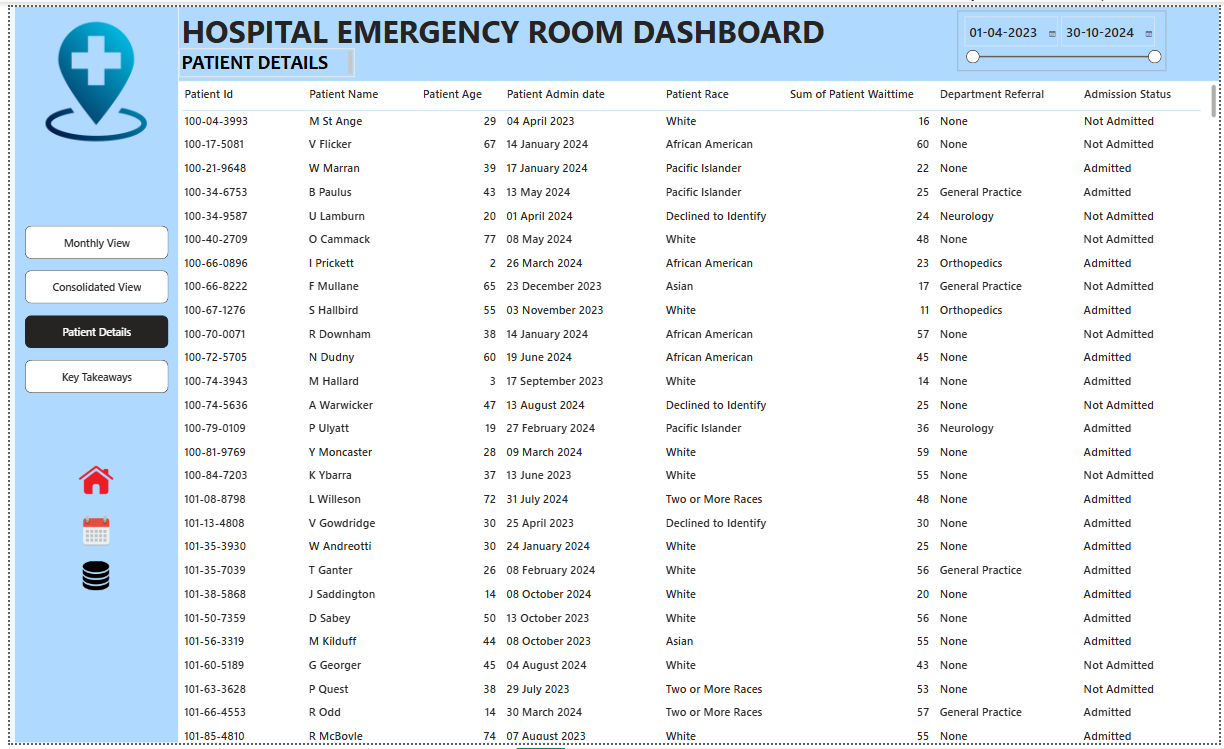 HOSPITAL EMERGENCY ROOM DASHBOARD
PATIENT DETAILS
01-04-2023 30-10-2024
Monthly View
Consolidated View
Patient Details
Key Takeaways
Patient Id Patient Name Patient Age Patient Admin date Patient Race Sum of Patient Waittime Department Referral Admission Status
100-04-3993 M St Ange 29 04 April 2023 White 16 None Not Admitted
100-17-5081 V Flicker 67 14 January 2024 African American 60 None Not Admitted
100-21-9648 W Marran 39 17 January 2024 Pacific Islander 22 None Admitted
100-34-6753 B Paulus 43 13 May 2024 Pacific Islander 25 General Practice Admitted
100-34-9587 U Lamburn 20 01 April 2024 Declined to Identify 24 Neurology Not Admitted
100-40-2709 O Cammack 77 08 May 2024 White 48 None Not Admitted
100-66-0896 I Prickett 2 26 March 2024 African American 23 Orthopedics Admitted
100-66-8222 F Mullane 65 23 December 2023 Asian 17 General Practice Not Admitted
100-67-1276 S Hallbird 55 03 November 2023 White 11 Orthopedics Admitted
100-70-0071 R Downham 38 14 January 2024 African American 57 None Not Admitted
100-72-5705 N Dudny 60 19 June 2024 African American 45 None Admitted
100-74-3943 M Hallard 3 17 September 2023 White 14 None Admitted
100-74-5636 A Warwicker 47 13 August 2024 Declined to Identify 25 None Not Admitted
100-79-0109 P Ulyatt 19 27 February 2024 Pacific Islander 36 Neurology Admitted
100-81-9769 Y Moncaster 28 09 March 2024 White 59 None Admitted
100-84-7203 K Ybarra 37 13 June 2023 White 55 None Not Admitted
101-08-8798 L Willeson 72 31 July 2024 Two or More Races 48 None Admitted
101-13-4808 V Gowdridge 30 25 April 2023 Declined to Identify 30 None Admitted
101-35-3930 W Andreotti 30 24 January 2024 White 25 None Admitted
101-35-7039 T Ganter 26 08 February 2024 White 56 General Practice Admitted
101-38-5868 J Saddington 14 08 October 2024 White 20 None Admitted
101-50-7359 D Sabey 50 13 October 2023 White 56 None Admitted
101-56-3319 M Kilduff 44 08 October 2023 Asian 55 None Admitted
101-60-5189 G Georger 45 04 August 2024 White 43 None Not Admitted
101-63-3628 P Quest 38 29 July 2023 Two or More Races 53 None Not Admitted
101-66-4553 R Odd 14 30 March 2024 Two or More Races 57 General Practice Admitted
101-85-4810 R McBoyle 74 07 August 2023 White 55 None Admitted